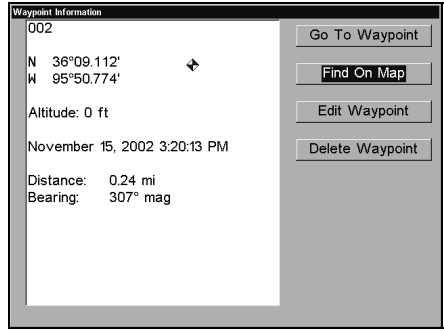 Waypoint Information
002
N 36°09.112'
W 95°50.774'
Altitude: 0 ft
November 15, 2002 3:20:13 PM
Distance: 0.24 mi
Bearing: 307° mag
Go To Waypoint
Find On Map
Edit Waypoint
Delete Waypoint